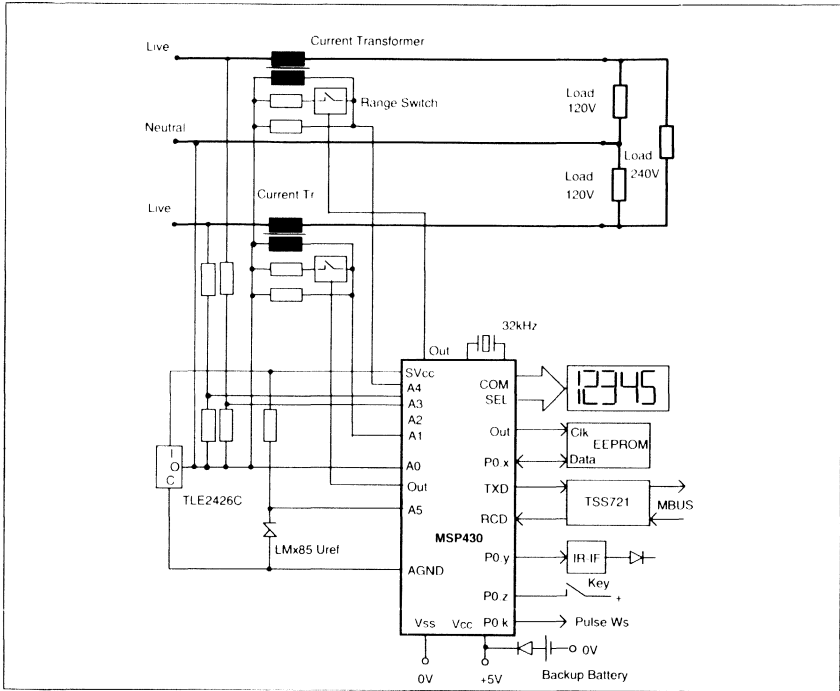 Live
Current Transformer
Range Switch
Load
120V
Neutral
Load
240V
Load
120V
Current Tr
Live
32kHz
Out
SVcc
A4
A3
A2
A1
A0
Out
A5
AGND
COM
SEL
12345
Out
Clk
EEPROM
P0.x
Data
TXD
TSS721
MBUS
RCD
MSP430
P0.y
IR-IF
P0.z
Key
+
P0.k
Pulse Ws
I
O
C
TLE2426C
LMx85 Uref
Vss
Vcc
0V
0V
+5V
Backup Battery